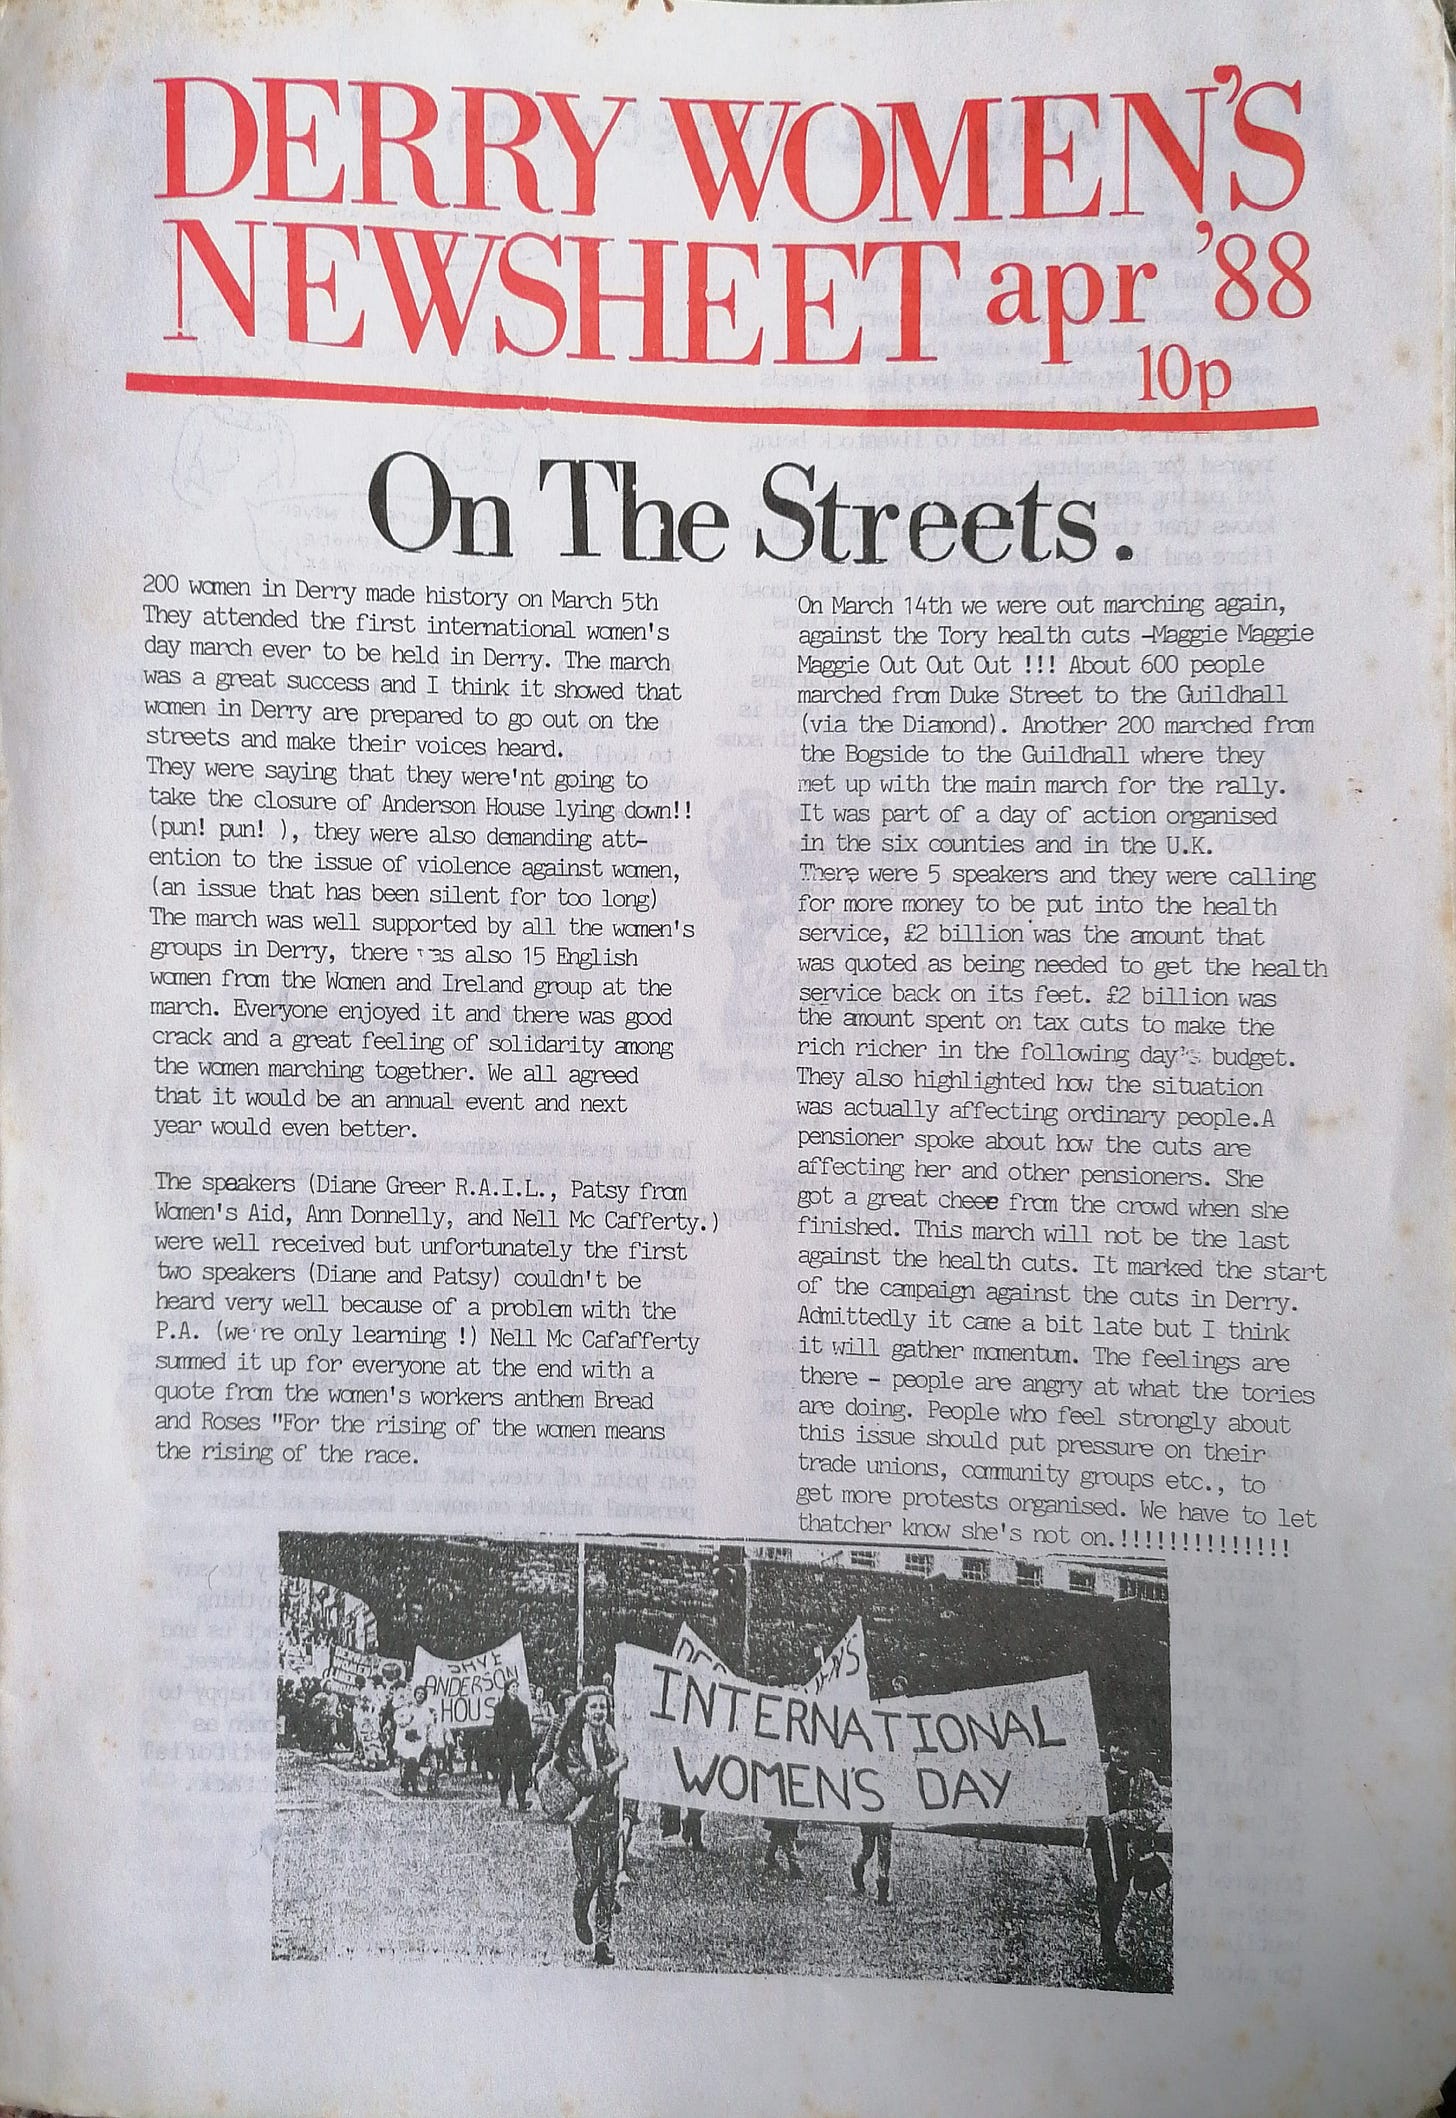 DERRY WOMEN'S
NEWSHEET apr '88
10p
On The Streets.
200 women in Derry made history on March 5th
They attended the first international women's
day march ever to be held in Derry. The march
was a great success and I think it showed that
women in Derry are prepared to go out on the
streets and make their voices heard.
They were saying that they were'nt going to
take the closure of Anderson House lying down!!
(pun! pun! ), they were also demanding att-
ention to the issue of violence against women,
(an issue that has been silent for too long)
The march was well supported by all the women's
groups in Derry, there was also 15 English
women from the Women and Ireland group at the
march. Everyone enjoyed it and there was good
crack and a great feeling of solidarity among
the women marching together. We all agreed
that it would be an annual event and next
year would even better.
The speakers (Diane Greer R.A.I.L., Patsy from
Women's Aid, Ann Donnelly, and Nell Mc Cafferty.)
were well received but unfortunately the first
two speakers (Diane and Patsy) couldn't be
heard very well because of a problem with the
P.A. (we're only learning !) Nell Mc Cafafferty
summed it up for everyone at the end with a
quote from the women's workers anthem Bread
and Roses "For the rising of the women means
the rising of the race.
On March 14th we were out marching again,
against the Tory health cuts -Maggie Maggie
Maggie Out Out Out !!! About 600 people
marched from Duke Street to the Guildhall
(via the Diamond). Another 200 marched from
the Bogside to the Guildhall where they
met up with the main march for the rally.
It was part of a day of action organised
in the six counties and in the U.K.
There were 5 speakers and they were calling
for more money to be put into the health
service, £2 billion was the amount that
was quoted as being needed to get the health
service back on its feet. £2 billion was
the amount spent on tax cuts to make the
rich richer in the following day's budget.
They also highlighted how the situation
was actually affecting ordinary people.A
pensioner spoke about how the cuts are
affecting her and other pensioners. She
got a great cheee from the crowd when she
finished. This march will not be the last
against the health cuts. It marked the start
of the campaign against the cuts in Derry.
Admittedly it came a bit late but I think
it will gather momentum. The feelings are
there - people are angry at what the tories
are doing. People who feel strongly about
this issue should put pressure on their
trade unions, community groups etc., to
get more protests organised. We have to let
thatcher know she's not on.!!!!!!!!!!!!!!
SAVE
ANDERSON
HOUS
INTERNATIONAL
WOMEN'S DAY